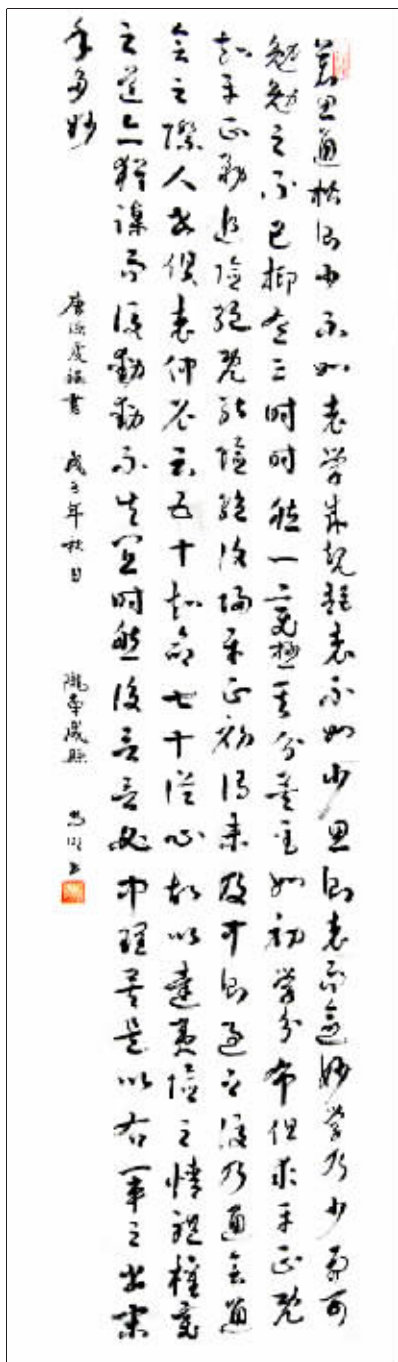 若思通楷則少不如老學成規矩老不如少思則老而逾妙學乃少而可
勉勉之不已抑有三时时然一變極其分矣至如初學分布但求平正既
知平正務追險絕既能險絕復歸平正初謂未及中則過之後乃通會通
會之際人書俱老仲尼云五十知命七十從心故以達夷險之情體權變
之道亦猶謀而後動動不失宜时然後言言必中理矣是以右軍之書末
年多妙
唐孫虔禮書 戊子年秋日 隴南成縣